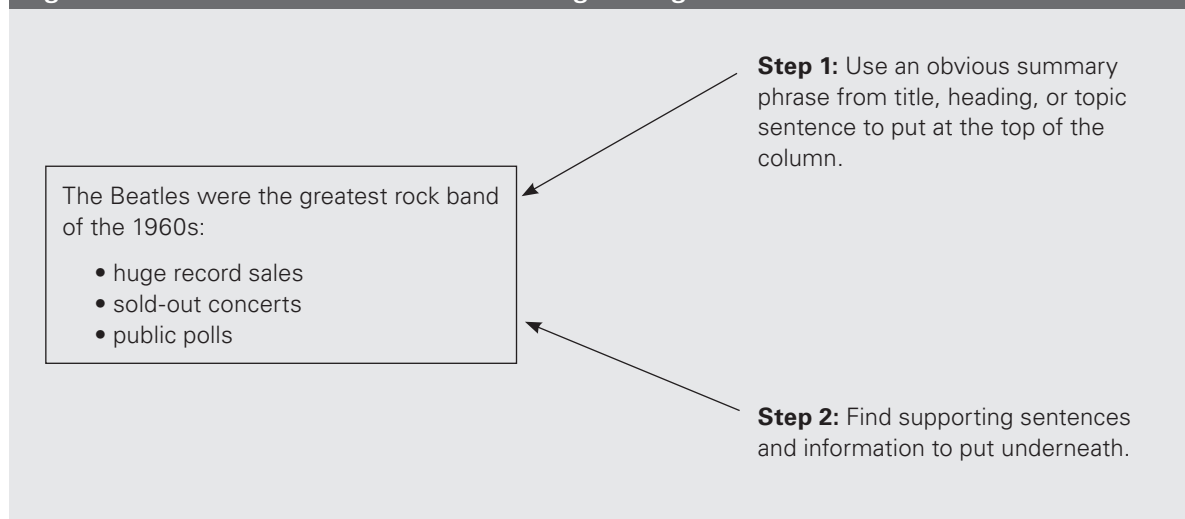 Step 1: Use an obvious summary
phrase from title, heading, or topic
sentence to put at the top of the
column.
The Beatles were the greatest rock band
of the 1960s:
• huge record sales
• sold-out concerts
• public polls
Step 2: Find supporting sentences
and information to put underneath.